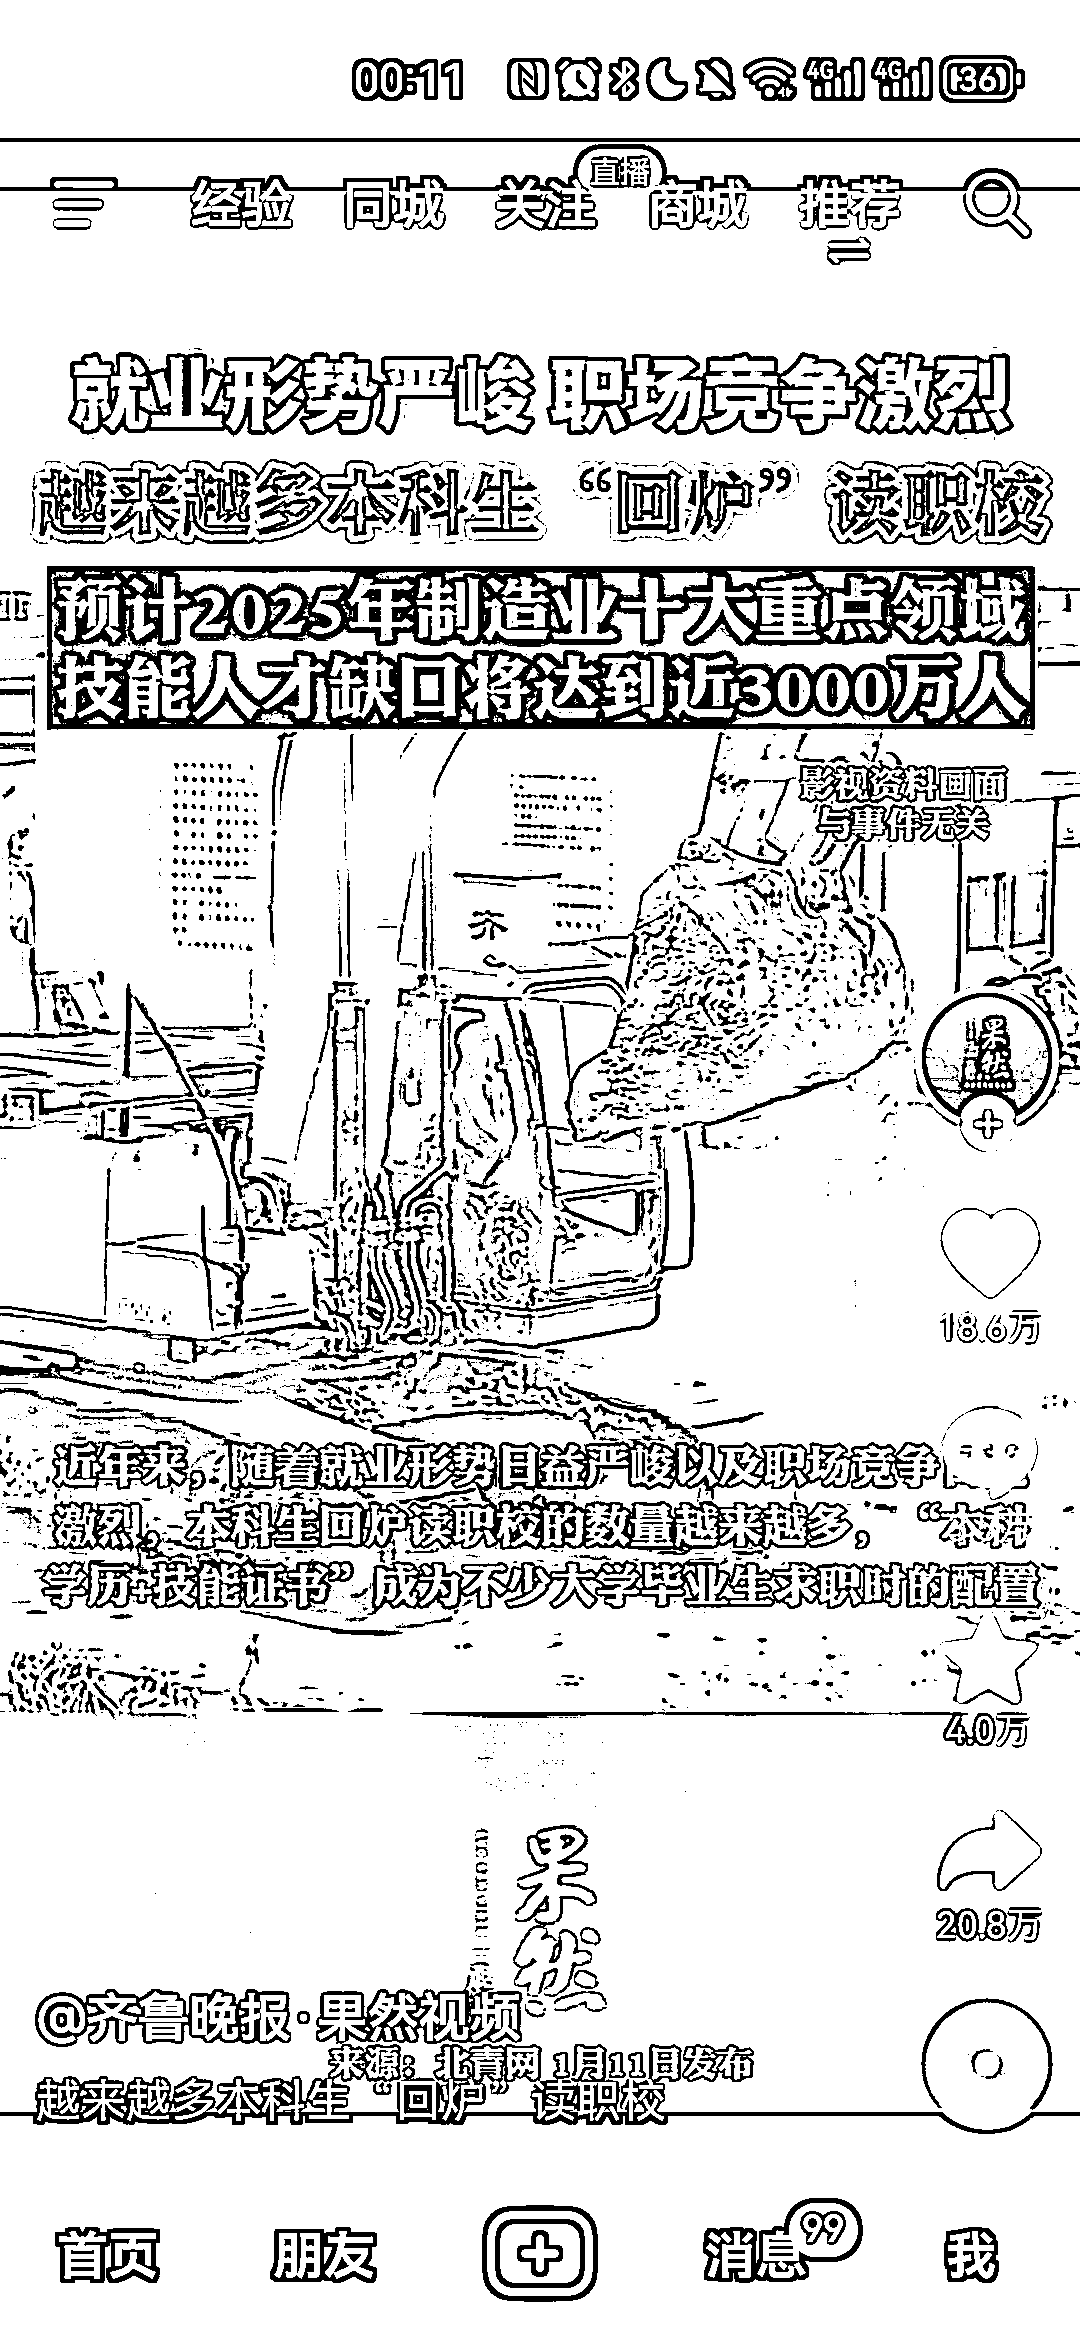 00:11 4G 4G 36
直播
经验 同城 关注 商城 推荐
就业形势严峻 职场竞争激烈
越来越多本科生“回炉”读职校
预计2025年制造业十大重点领域
技能人才缺口将达到近3000万人
影视资料画面
与事件无关
齐
果然
18.6万
近年来，随着就业形势日益严峻以及职场竞争
激烈，本科生回炉读职校的数量越来越多，“本科
学历+技能证书”成为不少大学毕业生求职时的配置
4.0万
果然
20.8万
@齐鲁晚报·果然视频
来源：北青网 1月11日发布
越来越多本科生“回炉”读职校
首页 朋友 消息 99 我